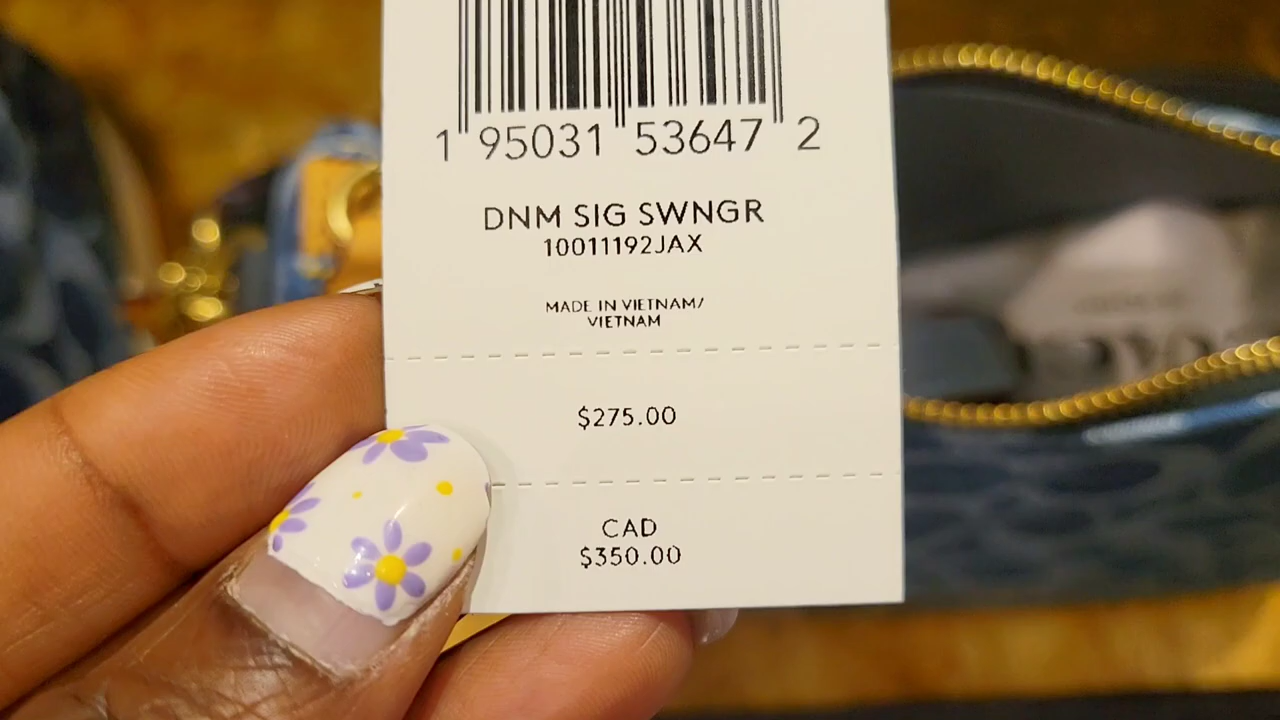 1 95031 53647 2
DNM SIG SWNGR
10011192JAX
MADE IN VIETNAM/
VIETNAM
$275.00
CAD
$350.00